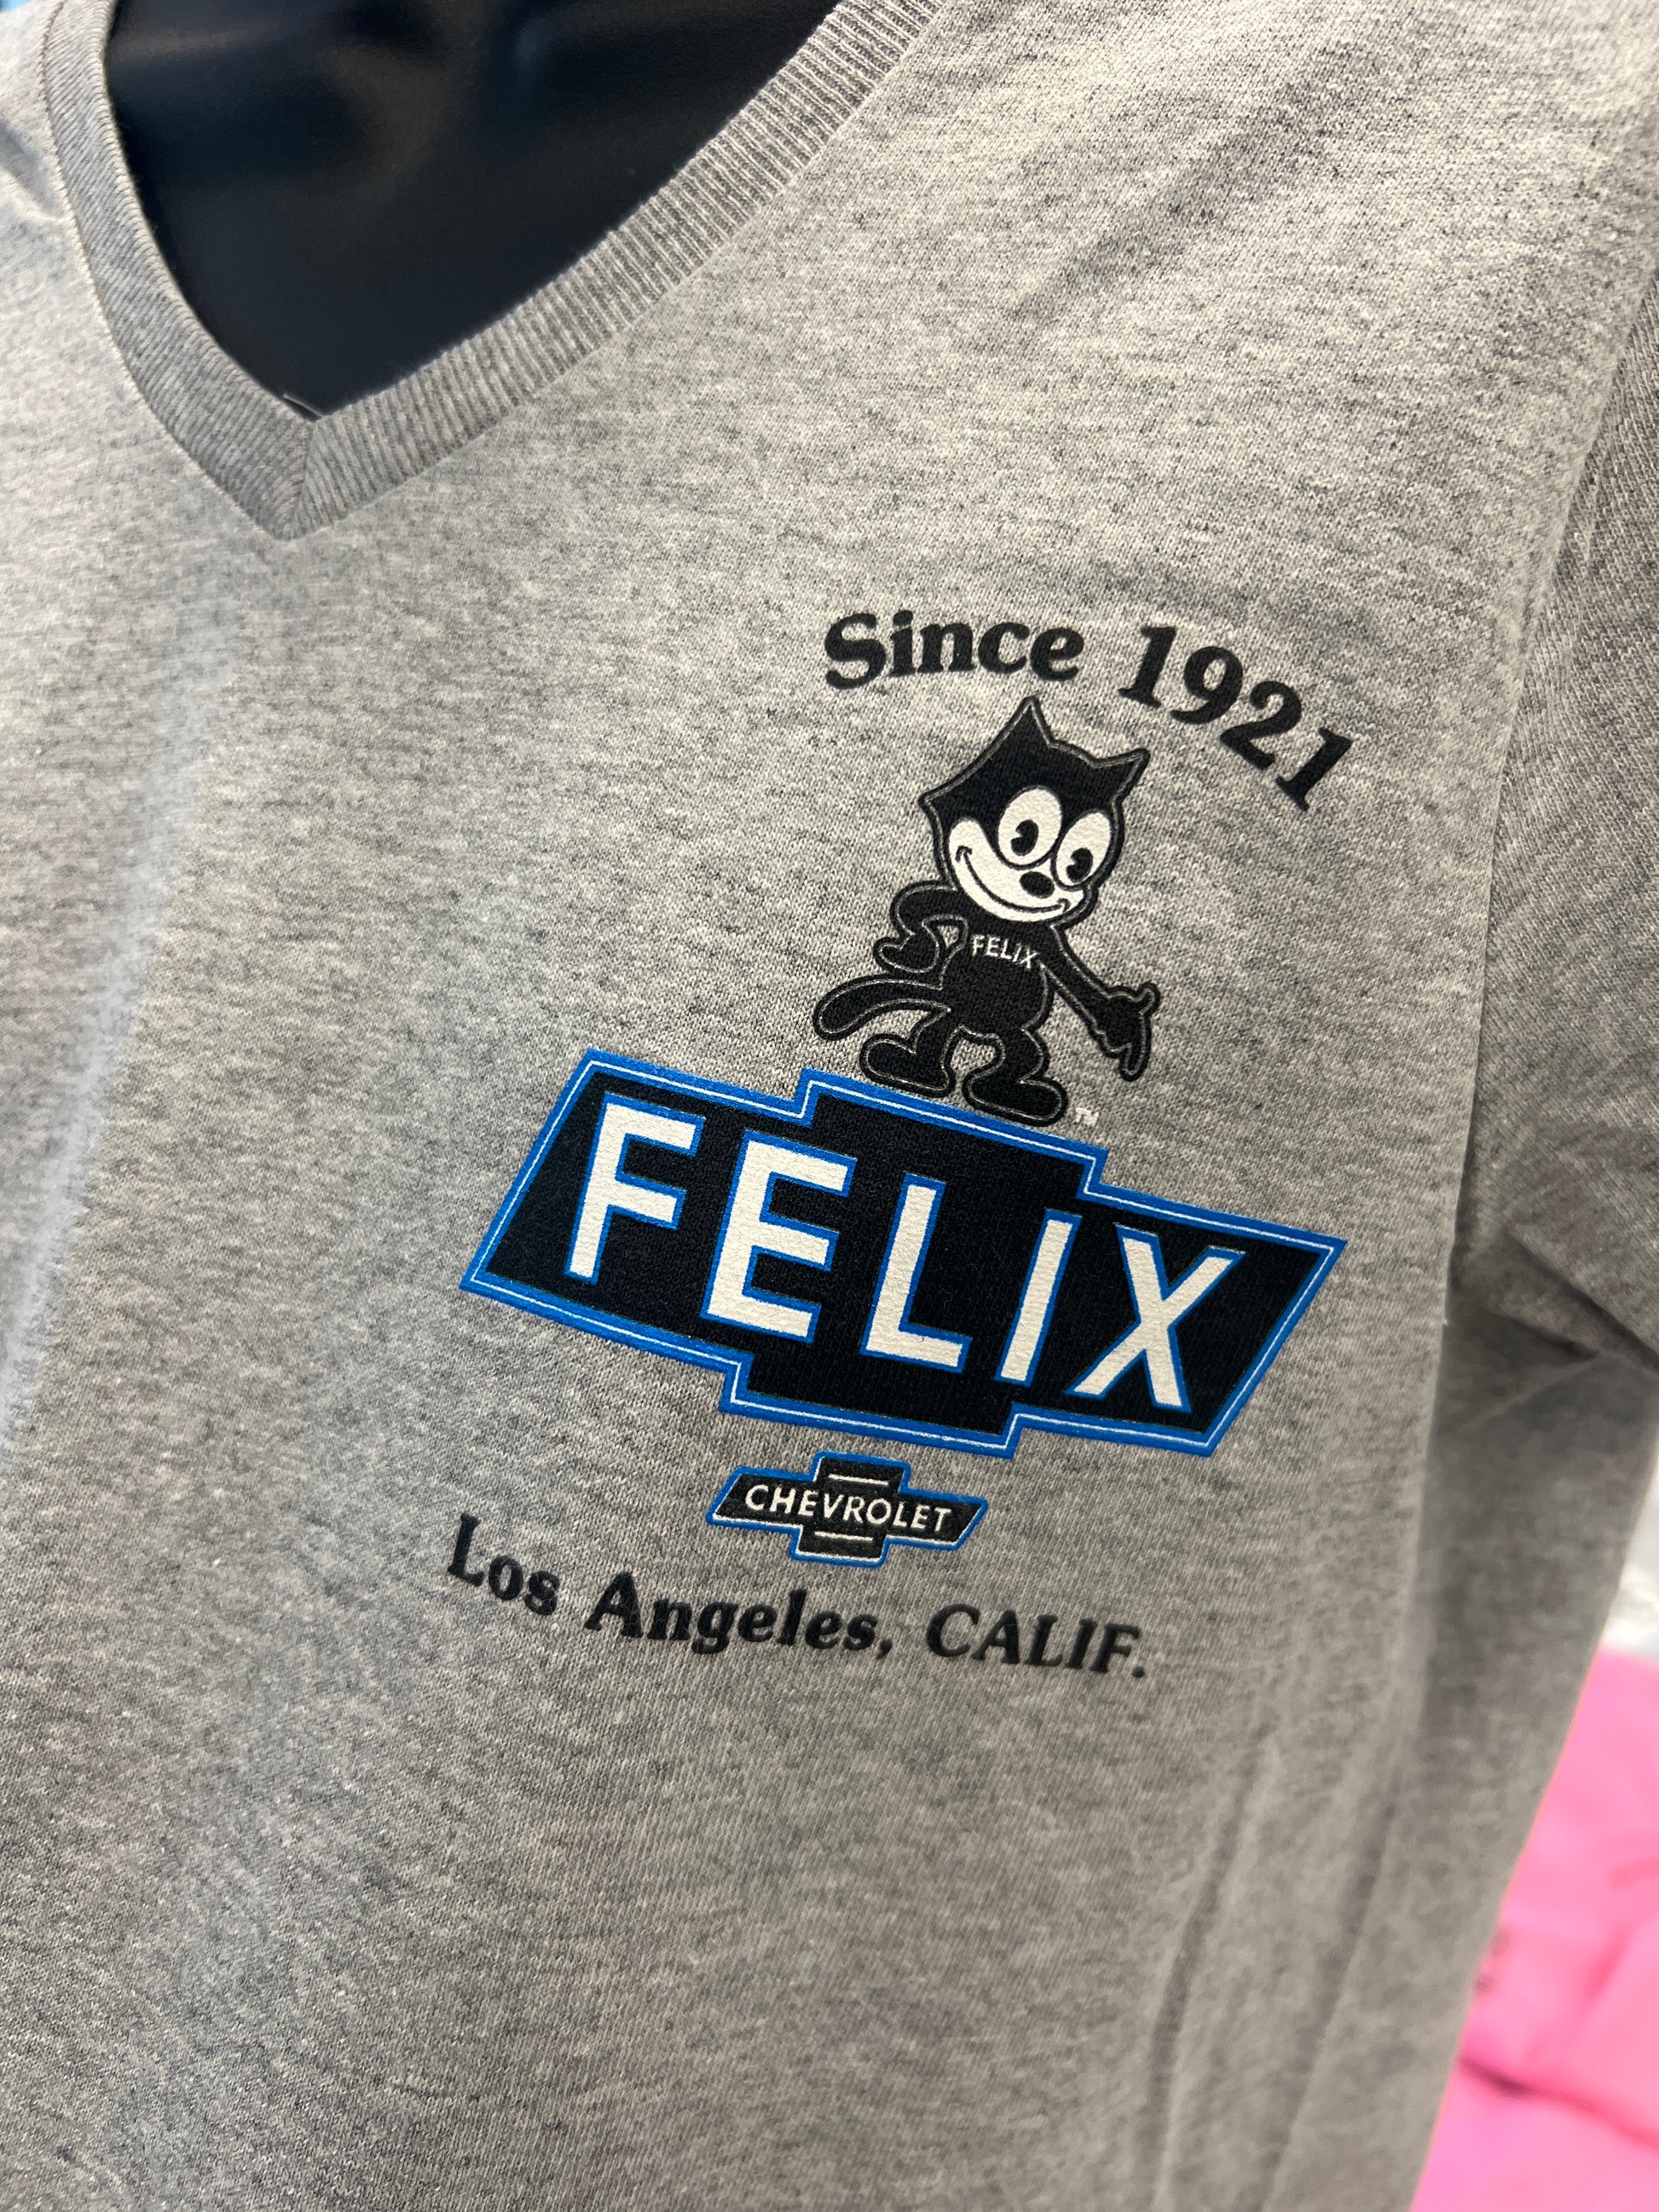 Since 1921
FELIX
TM
FELIX
CHEVROLET
Los Angeles, CALIF.